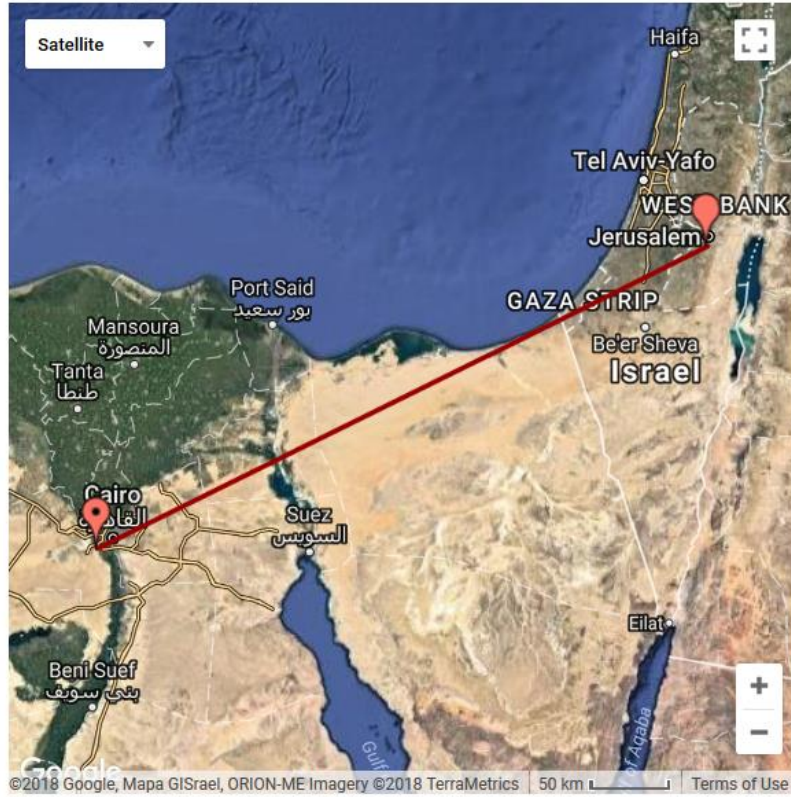 Satellite
Haifa
Tel Aviv-Yafo
WEST BANK
Jerusalem
Port Said
بور سعيد
GAZA STRIP
Mansoura
المنصورة
Be'er Sheva
Tanta
طنطا
Israel
Cairo
القاهرة
Suez
السويس
Eilat
Beni Suef
بني سويف
+
−
Gulf
of Aqaba
Google
©2018 Google, Mapa GISrael, ORION-ME Imagery ©2018 TerraMetrics
50 km
Terms of Use